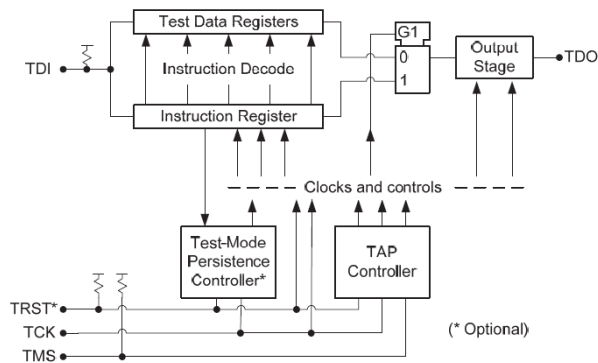 Test Data Registers
G1
TDI
Instruction Decode
0
1
Output
Stage
TDO
Instruction Register
Clocks and controls
Test-Mode
Persistence
Controller*
TAP
Controller
TRST*
TCK
TMS
(* Optional)